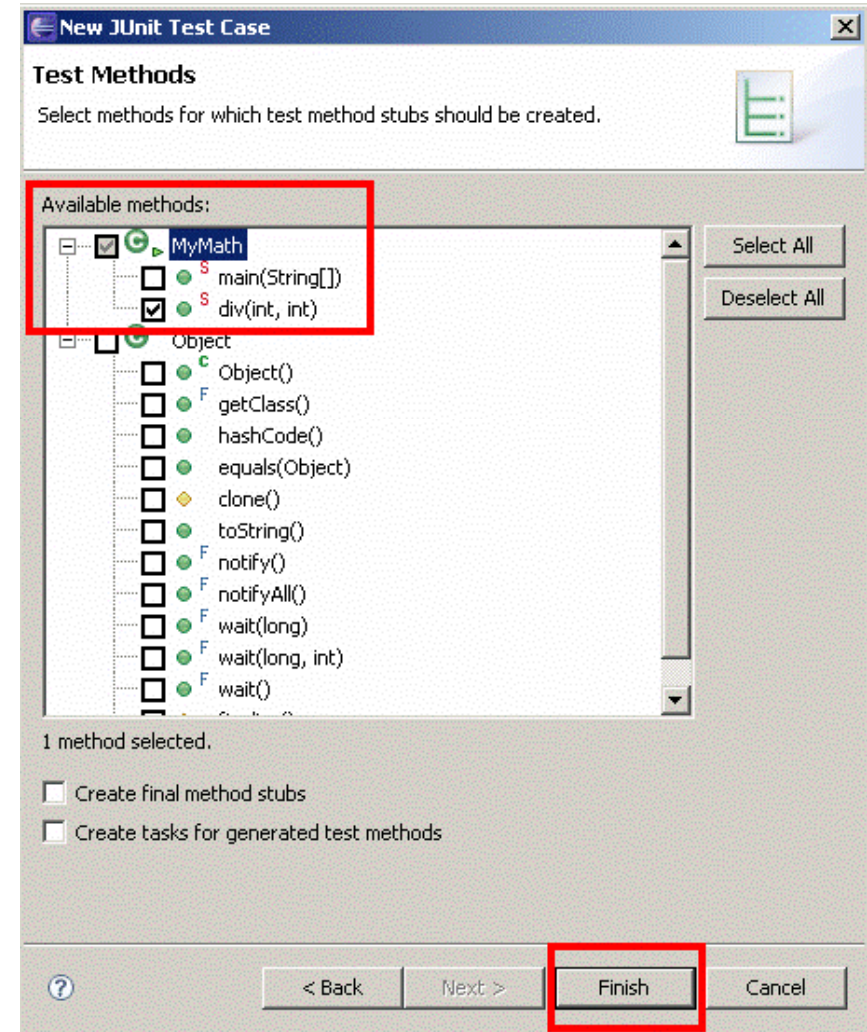 New JUnit Test Case
Test Methods
Select methods for which test method stubs should be created.
Available methods:
MyMath
S main(String[])
S div(int, int)
Object
C Object()
F getClass()
hashCode()
equals(Object)
clone()
toString()
F notify()
F notifyAll()
F wait(long)
F wait(long, int)
F wait()
Select All
Deselect All
1 method selected.
Create final method stubs
Create tasks for generated test methods
? < Back Next > Finish Cancel